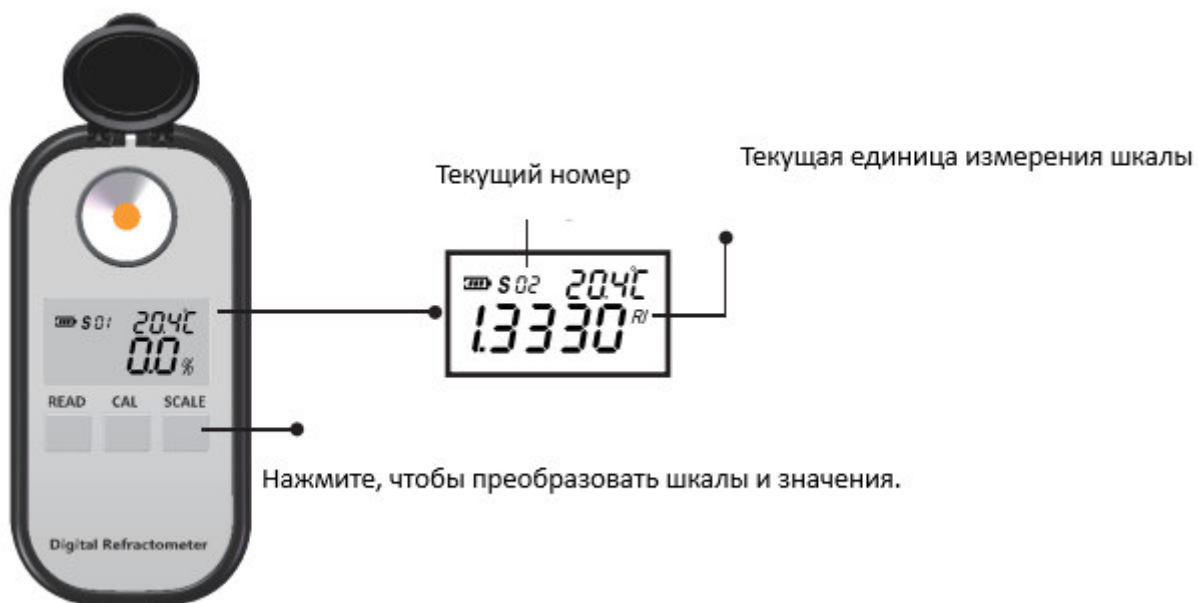 Текущий номер
Текущая единица измерения шкалы
S 02 20.4℃
1.3330 RI
S 01 20.4℃
0.0 %
READ CAL SCALE
Нажмите, чтобы преобразовать шкалы и значения.
Digital Refractometer